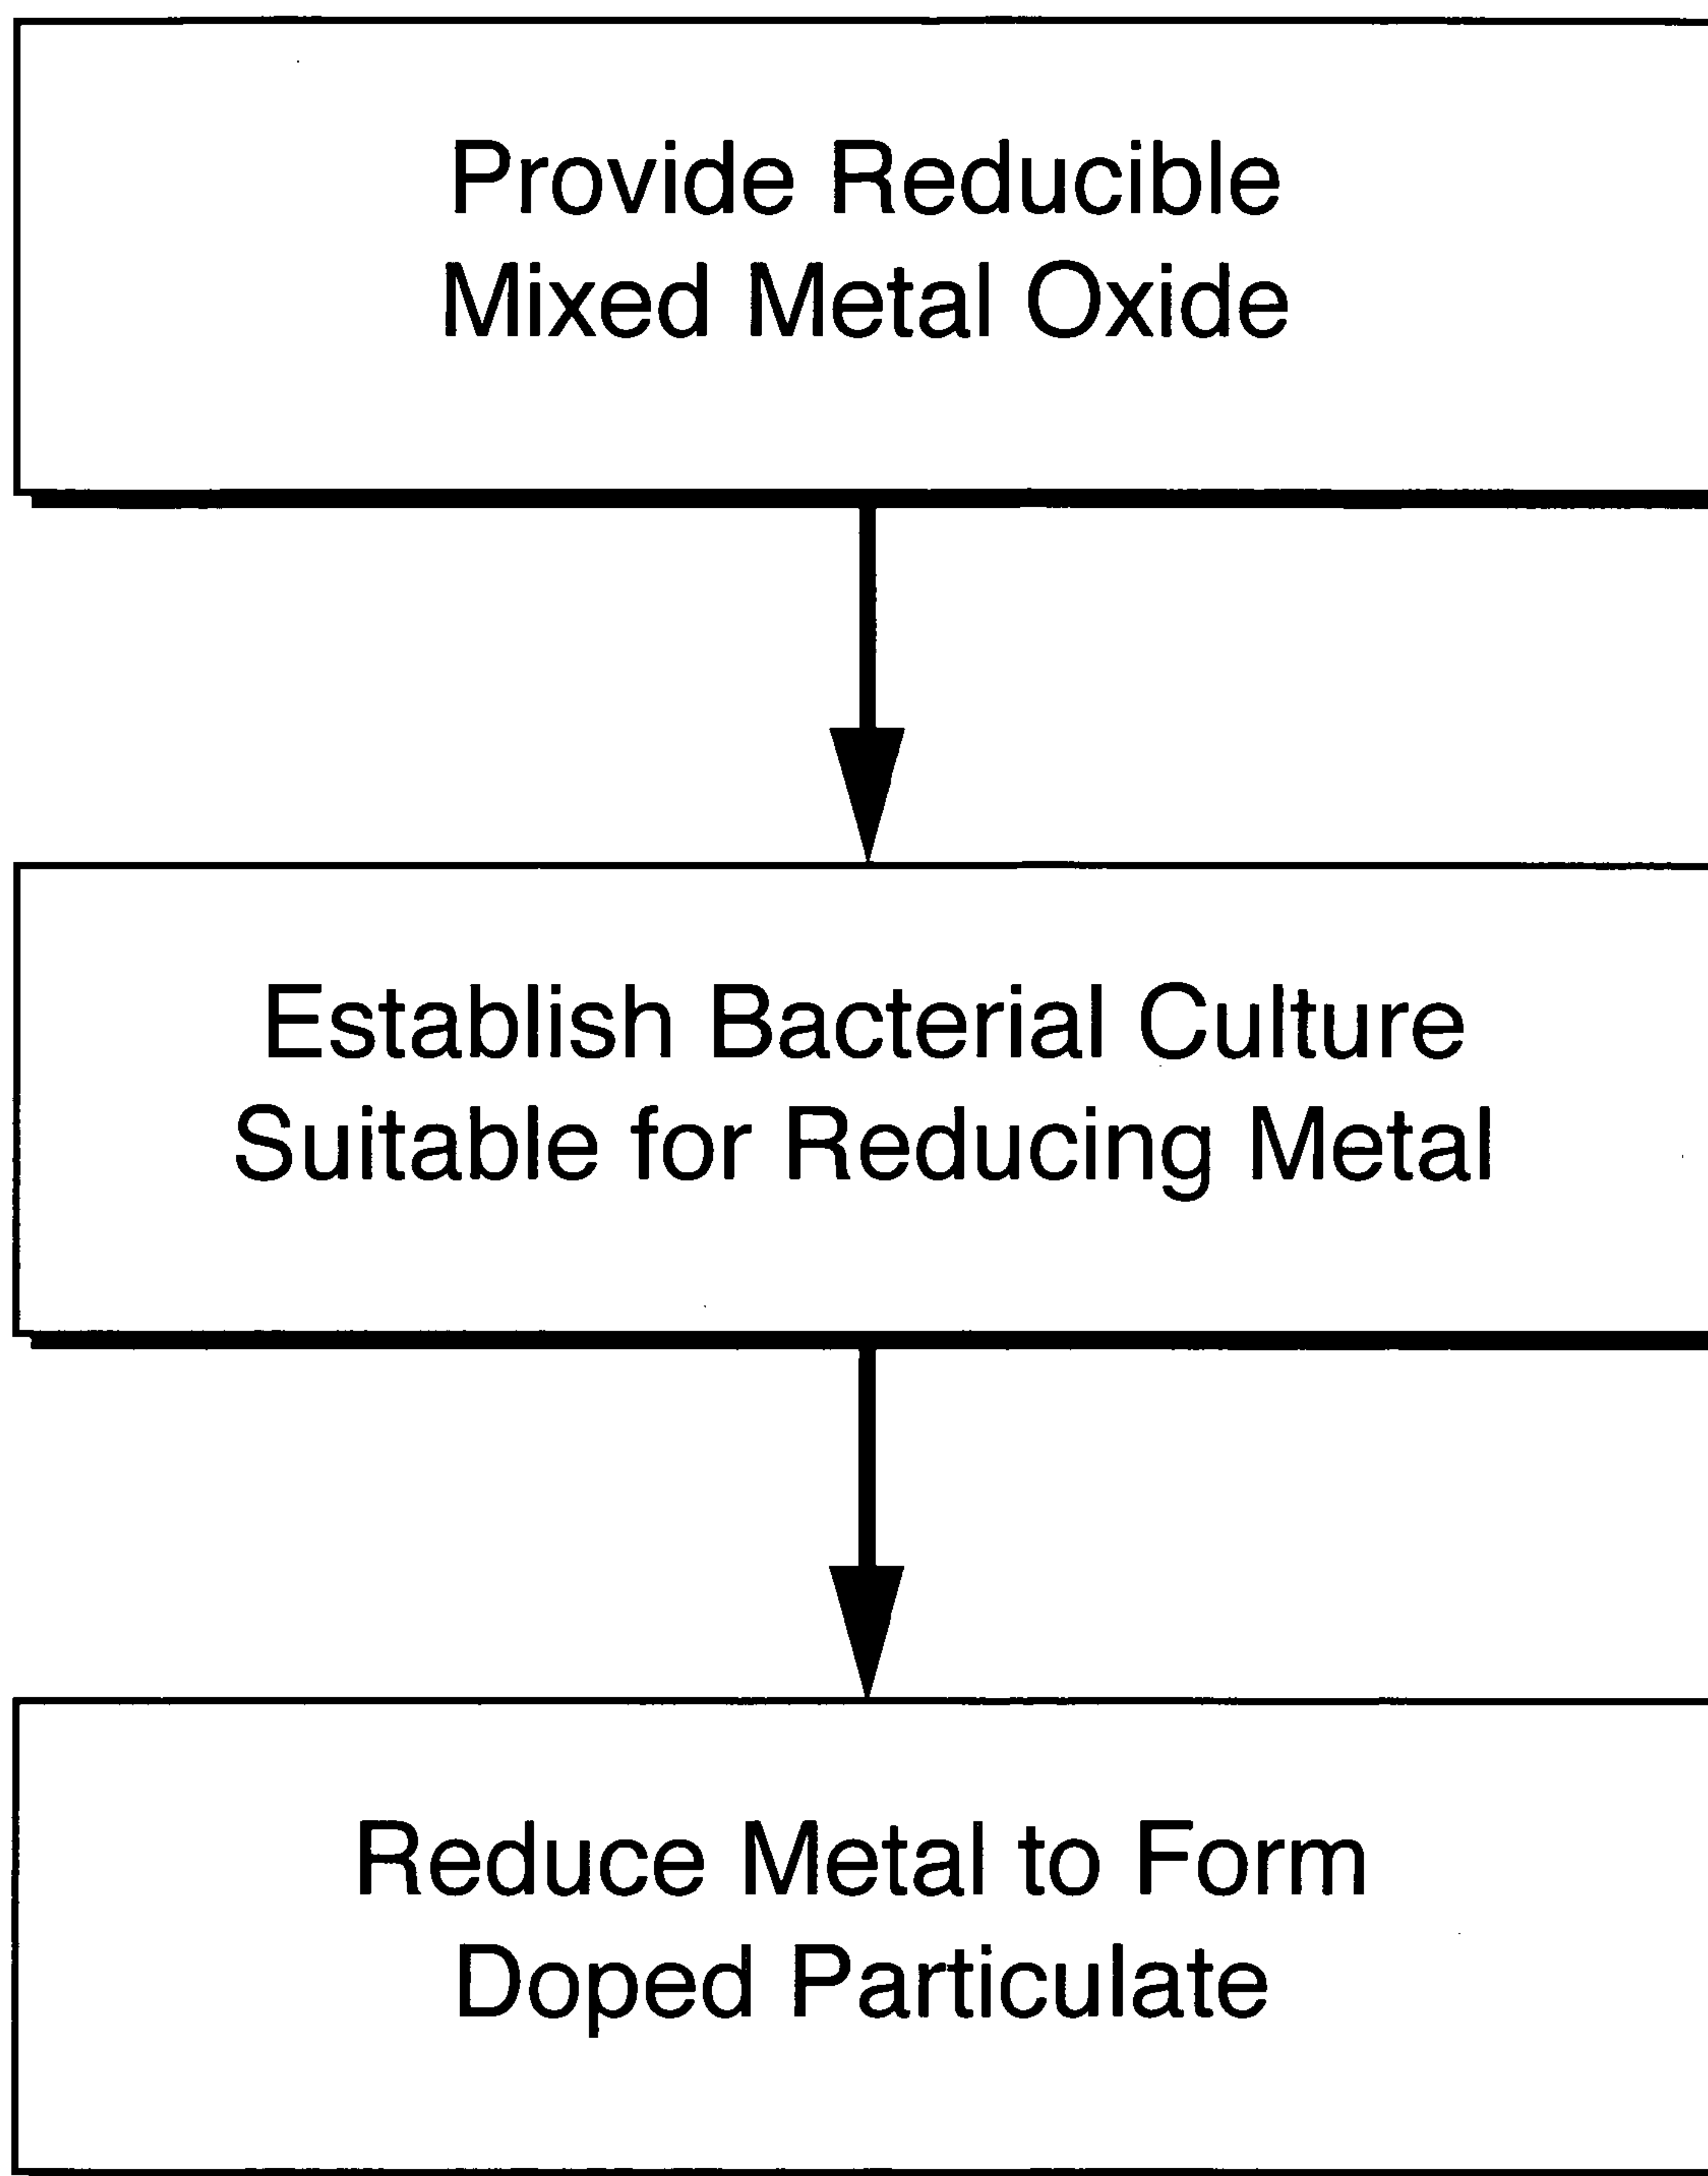 Provide Reducible
Mixed Metal Oxide
Establish Bacterial Culture
Suitable for Reducing Metal
Reduce Metal to Form
Doped Particulate